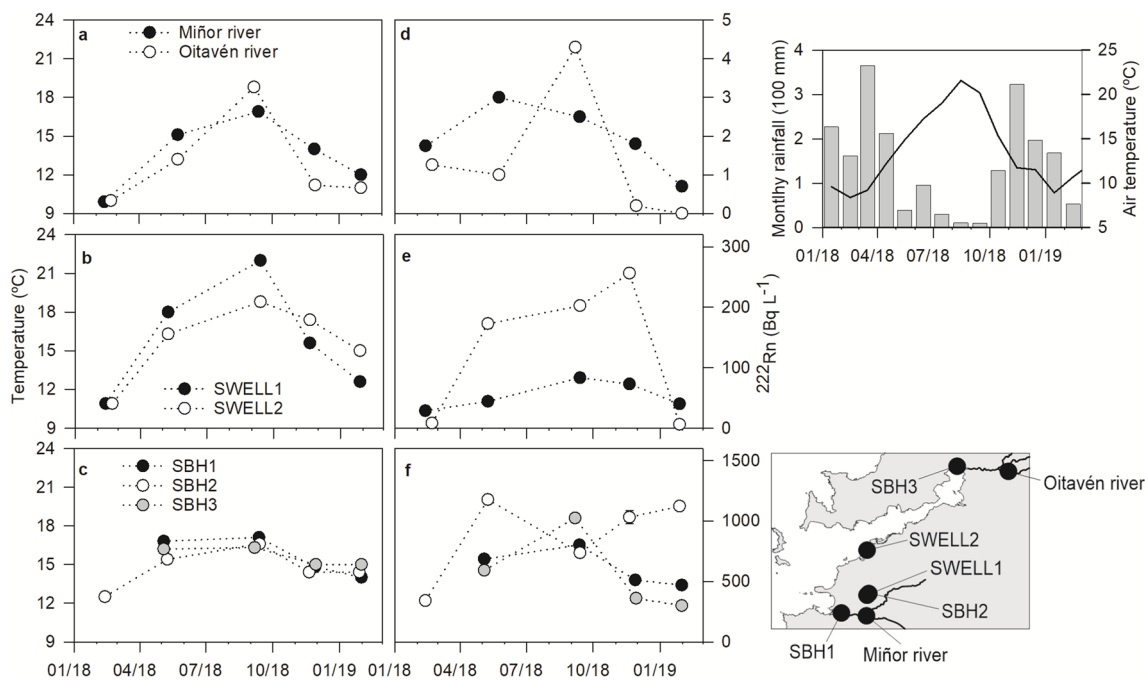 a
Miñor river
Oitavén river
24
21
18
15
12
9
d
5
4
3
2
1
0
b
SWELL1
SWELL2
24
21
18
15
12
9
Temperature (ºC)
e
300
200
100
0
222Rn (Bq L-1)
c
SBH1
SBH2
SBH3
24
21
18
15
12
9
01/18 04/18 07/18 10/18 01/19
f
1500
1000
500
0
01/18 04/18 07/18 10/18 01/19
Montlhy rainfall (100 mm)
4
3
2
1
0
25
20
15
10
5
Air temperature (ºC)
01/18 04/18 07/18 10/18 01/19
SBH3
Oitavén river
SWELL2
SWELL1
SBH2
SBH1
Miñor river